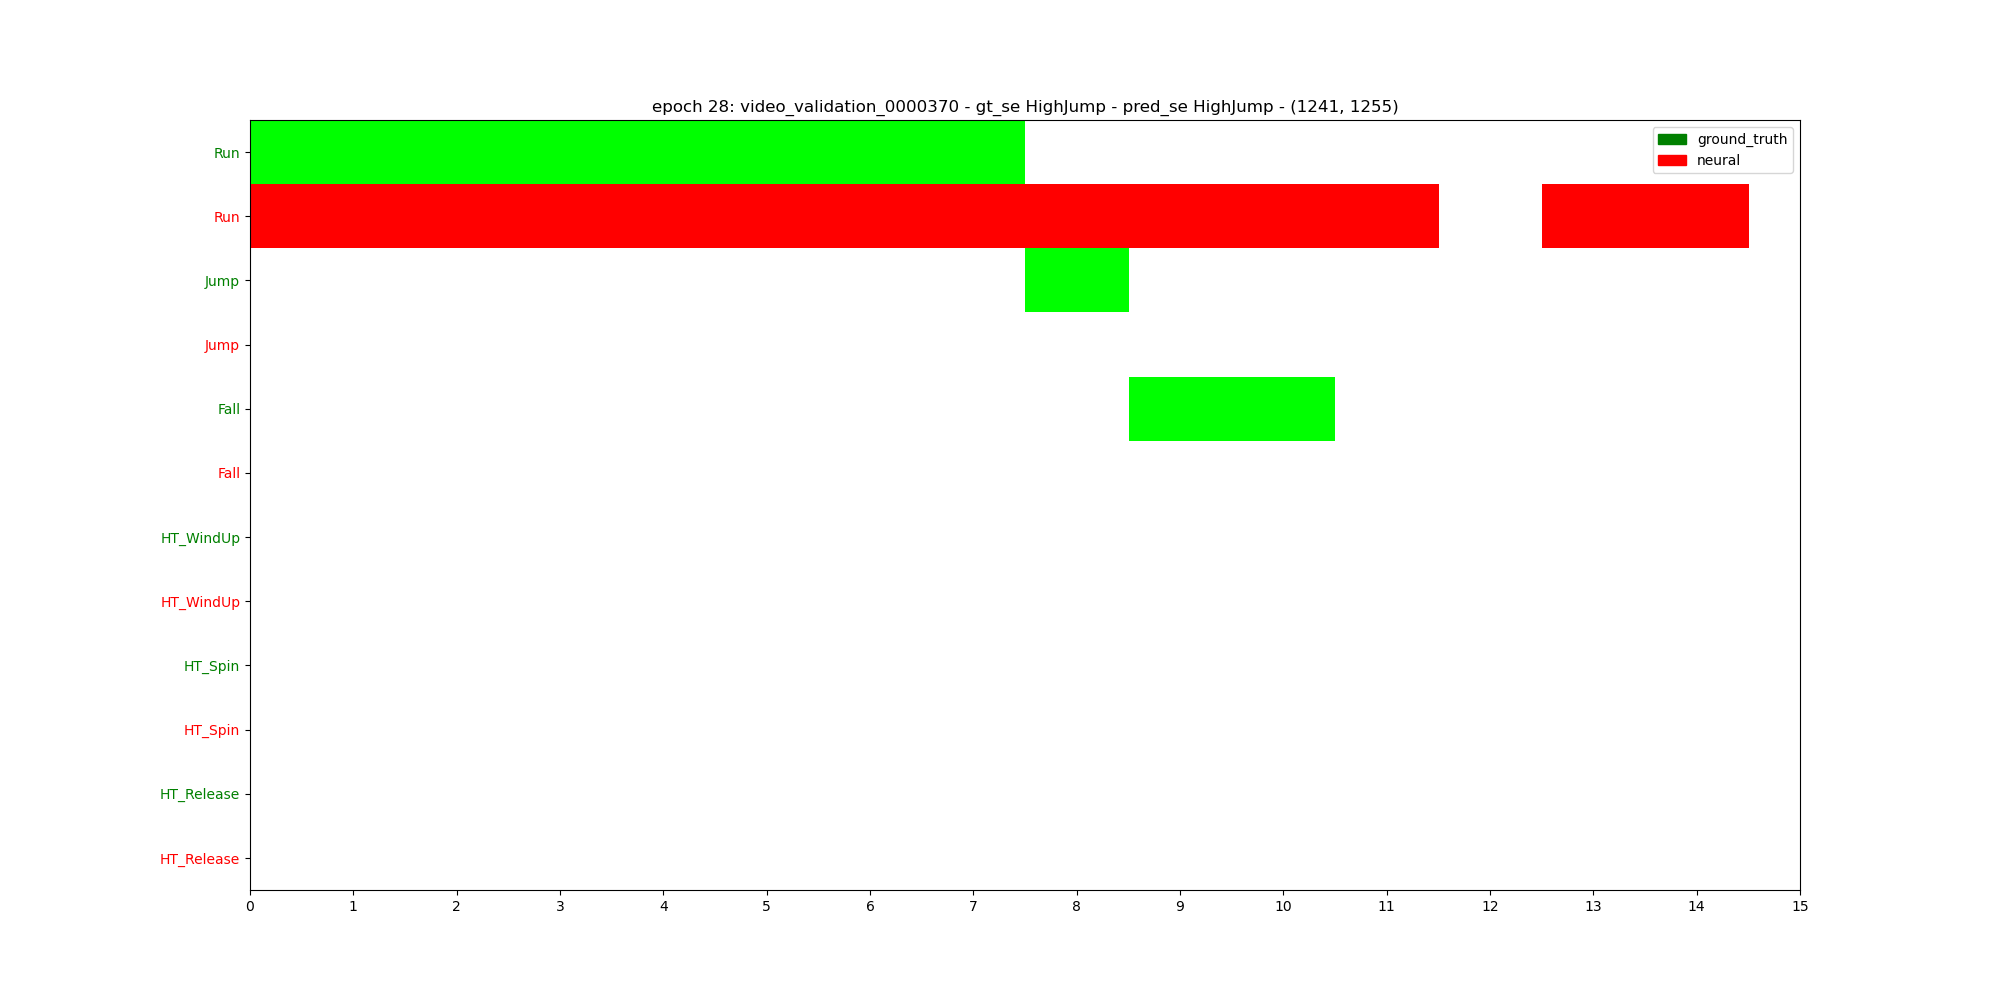 epoch 28: video_validation_0000370 - gt_se HighJump - pred_se HighJump - (1241, 1255)
ground_truth
neural
Run
Run
Jump
Jump
Fall
Fall
HT_WindUp
HT_WindUp
HT_Spin
HT_Spin
HT_Release
HT_Release
0 1 2 3 4 5 6 7 8 9 10 11 12 13 14 15